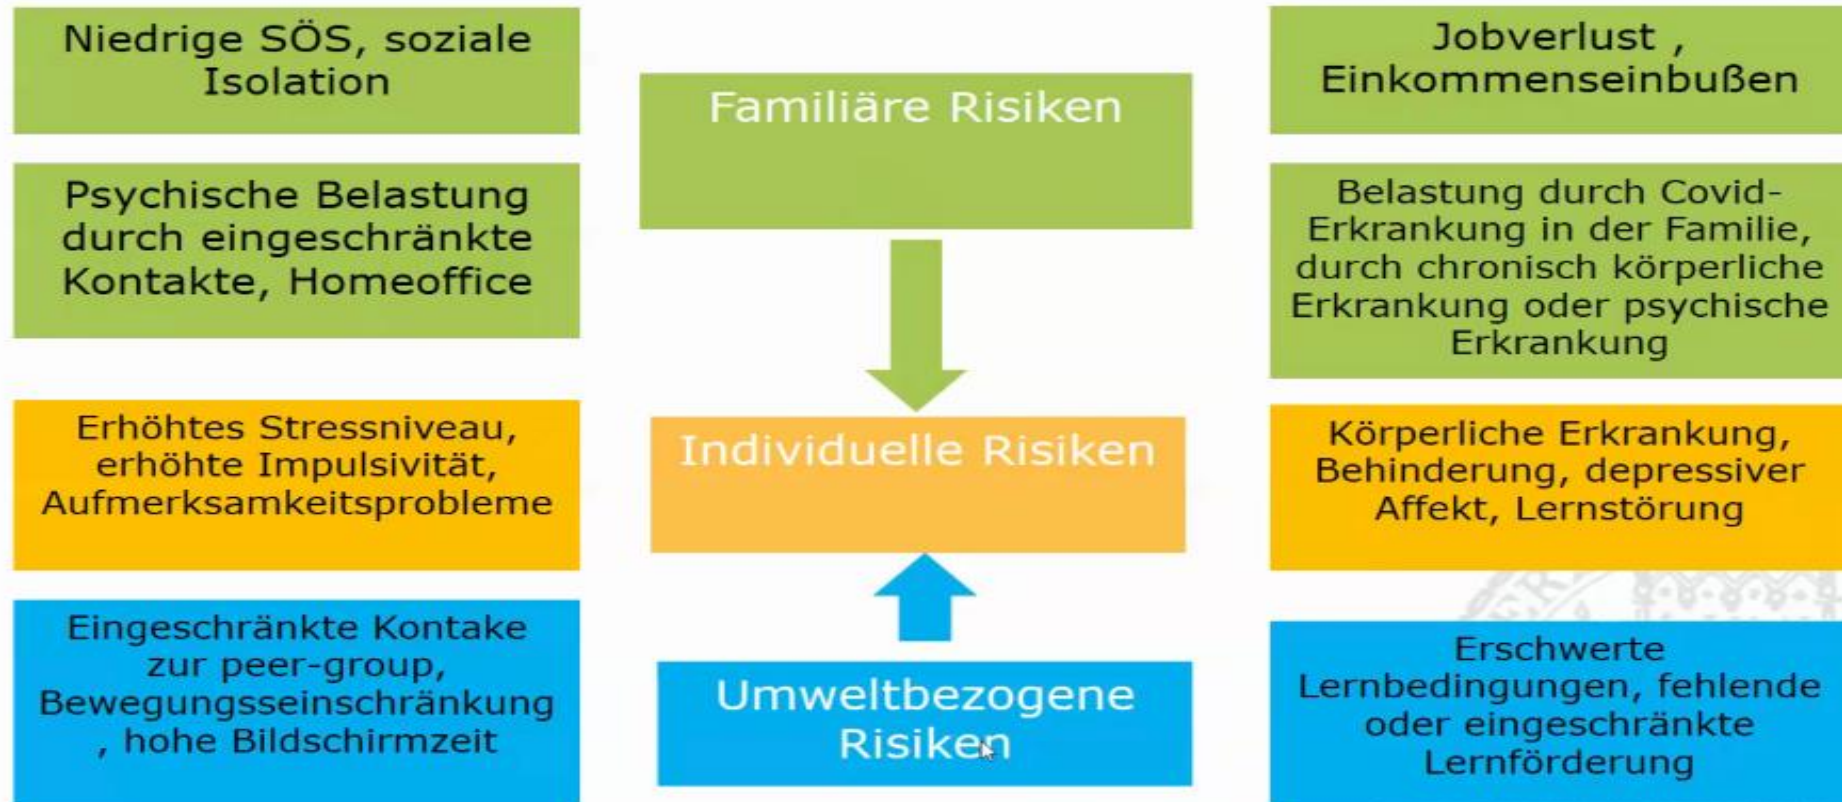 Niedrige SÖS, soziale
Isolation
Familiäre Risiken
Jobverlust ,
Einkommenseinbußen
Psychische Belastung
durch eingeschränkte
Kontakte, Homeoffice
Belastung durch Covid-
Erkrankung in der Familie,
durch chronisch körperliche
Erkrankung oder psychische
Erkrankung
Erhöhtes Stressniveau,
erhöhte Impulsivität,
Aufmerksamkeitsprobleme
Individuelle Risiken
Körperliche Erkrankung,
Behinderung, depressiver
Affekt, Lernstörung
Eingeschränkte Kontake
zur peer-group,
Bewegungsseinschränkung
, hohe Bildschirmzeit
Umweltbezogene
Risiken
Erschwerte
Lernbedingungen, fehlende
oder eingeschränkte
Lernförderung